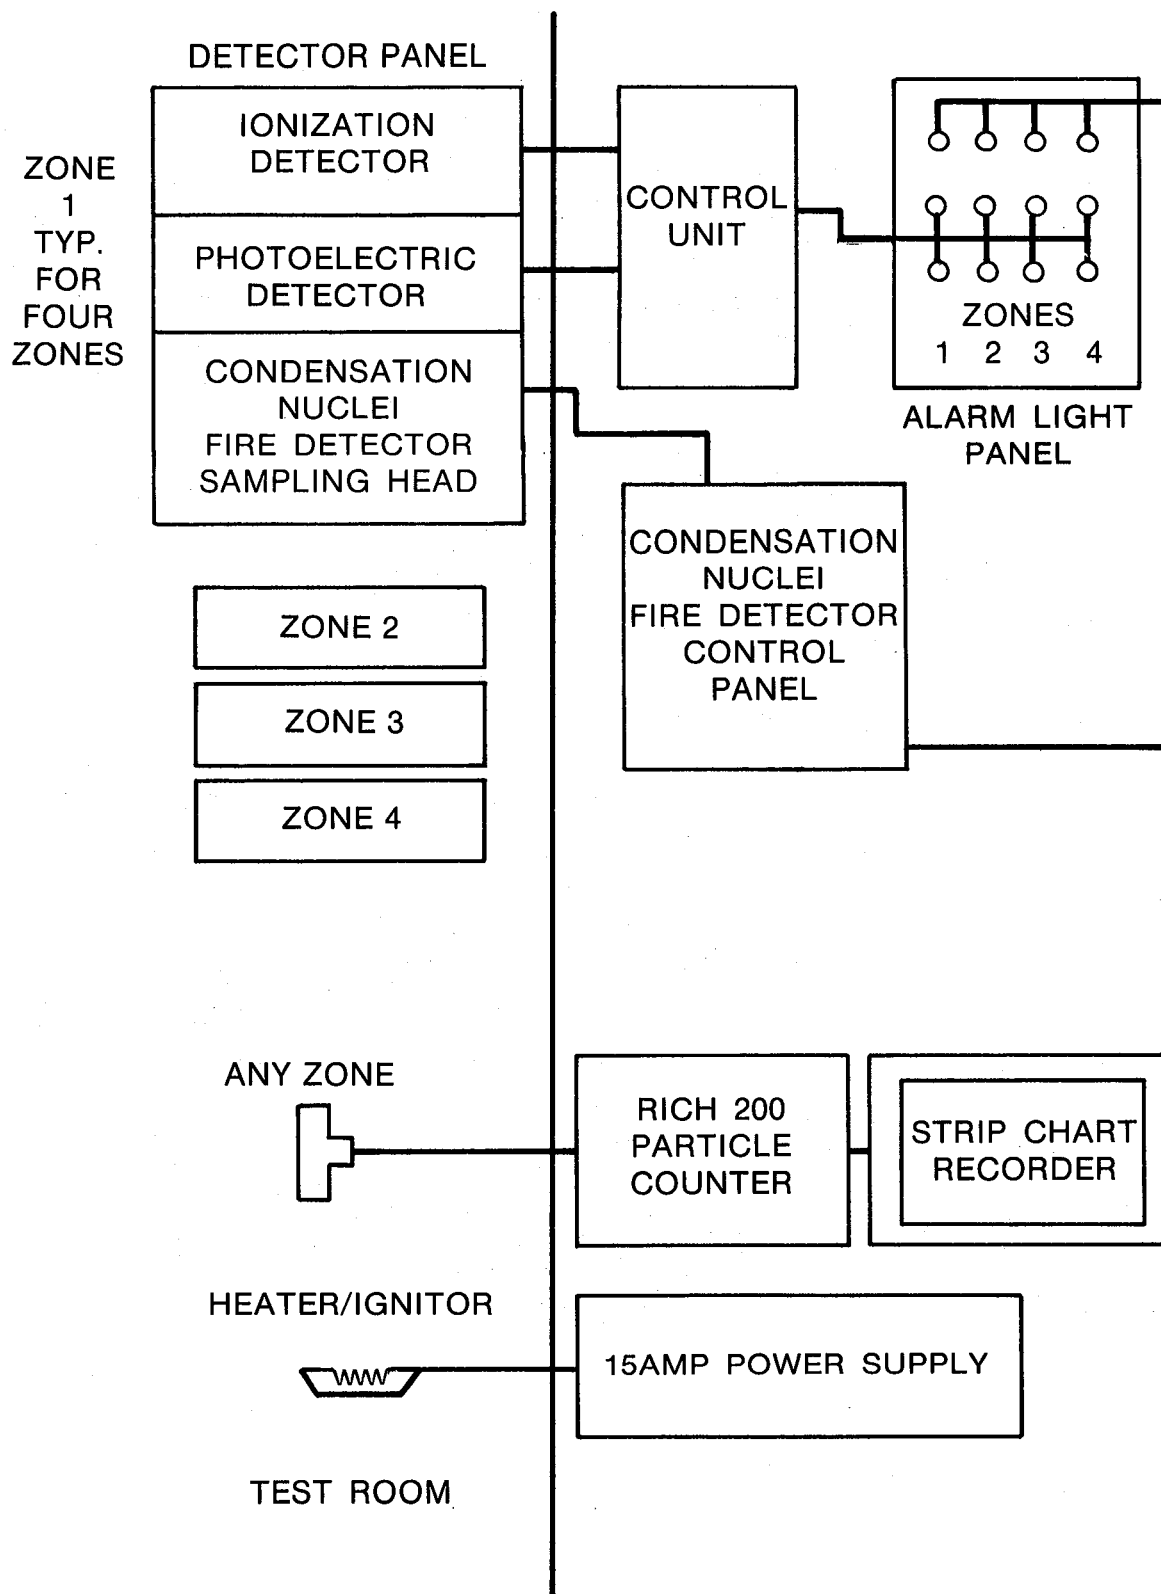 DETECTOR PANEL
ZONE
1
TYP.
FOR
FOUR
ZONES
IONIZATION
DETECTOR
PHOTOELECTRIC
DETECTOR
CONDENSATION
NUCLEI
FIRE DETECTOR
SAMPLING HEAD
CONTROL
UNIT
ZONES
1 2 3 4
ALARM LIGHT
PANEL
CONDENSATION
NUCLEI
FIRE DETECTOR
CONTROL
PANEL
ZONE 2
ZONE 3
ZONE 4
ANY ZONE
RICH 200
PARTICLE
COUNTER
STRIP CHART
RECORDER
HEATER/IGNITOR
15AMP POWER SUPPLY
TEST ROOM